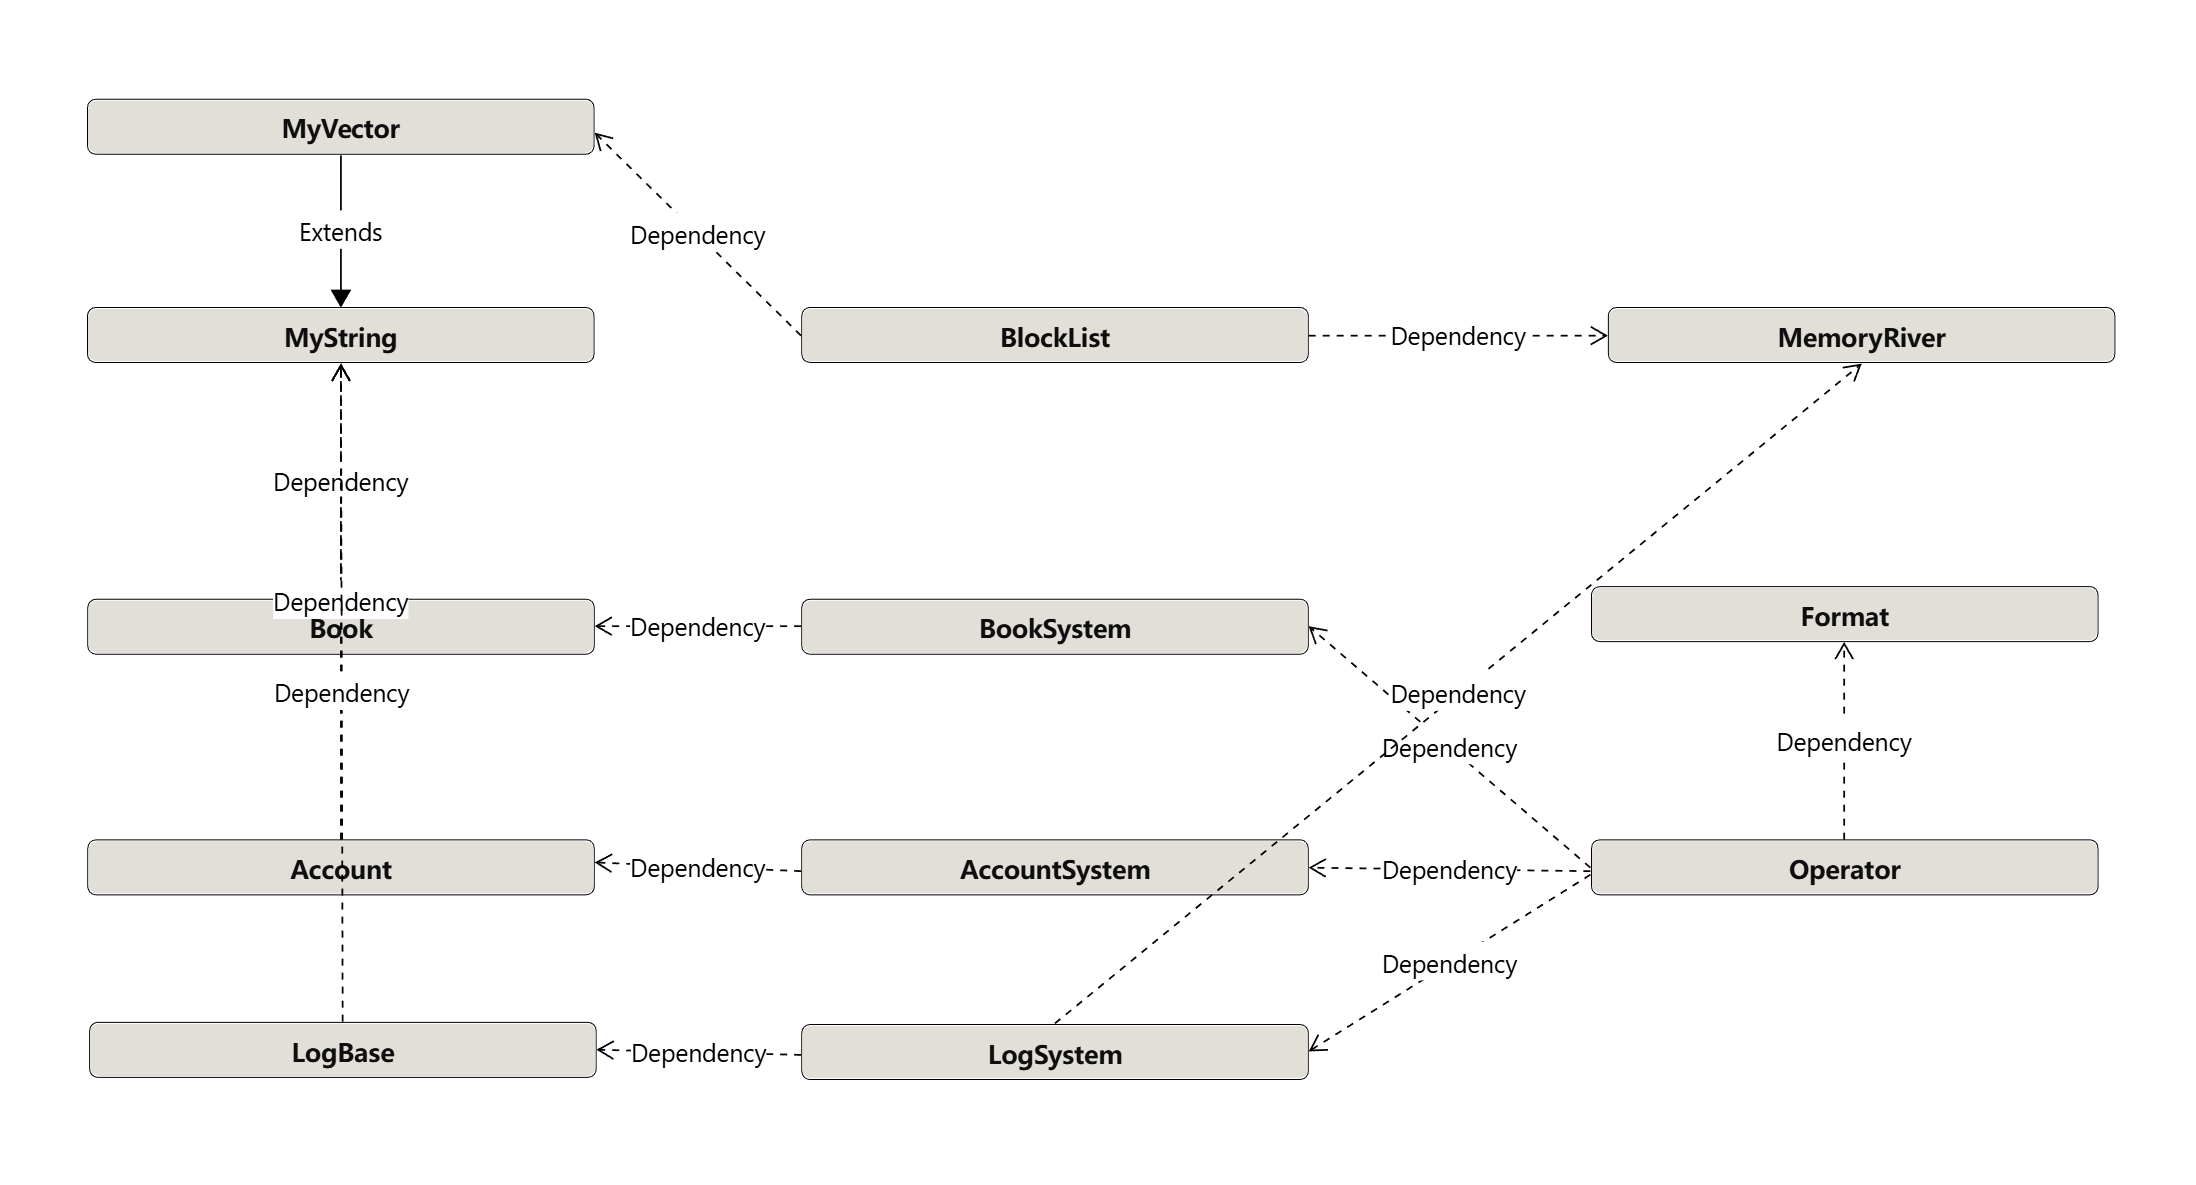 MyVector
Extends
Dependency
MyString
BlockList
Dependency
MemoryRiver
Dependency
Dependency
Book
Dependency
BookSystem
Format
Dependency
Dependency
Dependency
Dependency
Account
Dependency
AccountSystem
Dependency
Operator
Dependency
LogBase
Dependency
LogSystem